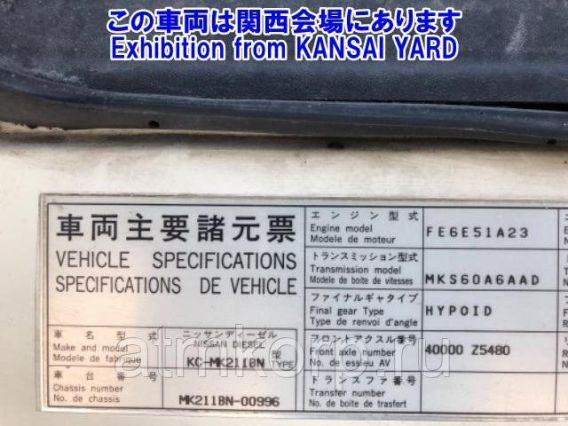 この車両は関西会場にあります
Exhibition from KANSAI YARD
車両主要諸元票
VEHICLE SPECIFICATIONS
SPECIFICATIONS DE VEHICLE
車名
Make and model
Modele de fabrique
ニッサンディーゼル
NISSAN DIESEL
KC-MK211BN 型 TYPE
車台番号
Chassis number
No. de chassis
MK211BN-00996
エンジン型式
Engine model
Modele de moteur
FE6E51A23
トランスミッション型式
Transmission model
Modele de boite de vitesses
MKS60A6AAD
ファイナルギヤタイプ
Final gear Type
Type de renvoi d'angle
HYPOID
フロントアクスル番号
Front axle number
No. de essieu AV
40000 Z5480
トランスファ番号
Transfer number
No. de boite de trasfert
atnkolp.ru